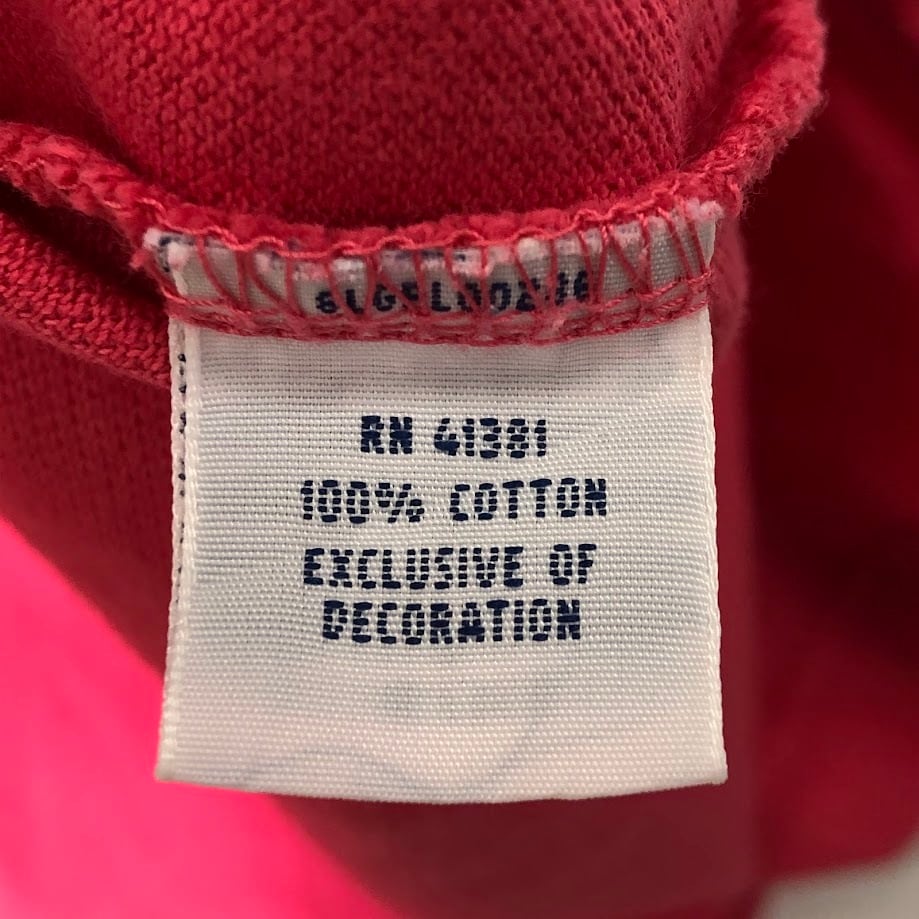 RN 41381
100% COTTON
EXCLUSIVE OF
DECORATION